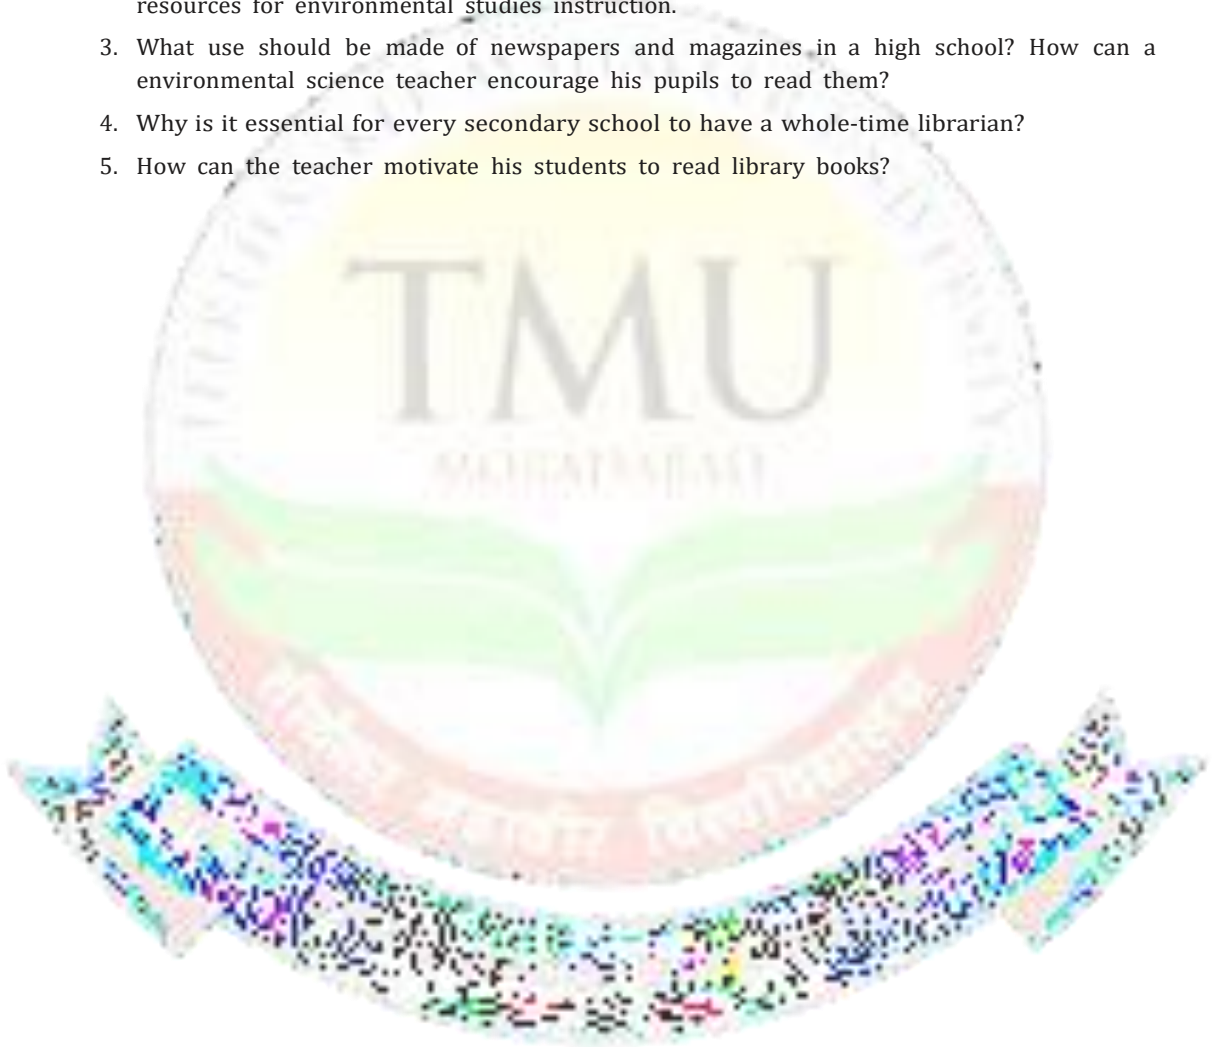 resources for environmental studies instruction.
3. What use should be made of newspapers and magazines in a high school? How can a
environmental science teacher encourage his pupils to read them?
4. Why is it essential for every secondary school to have a whole-time librarian?
5. How can the teacher motivate his students to read library books?
TMU
MORADABAD